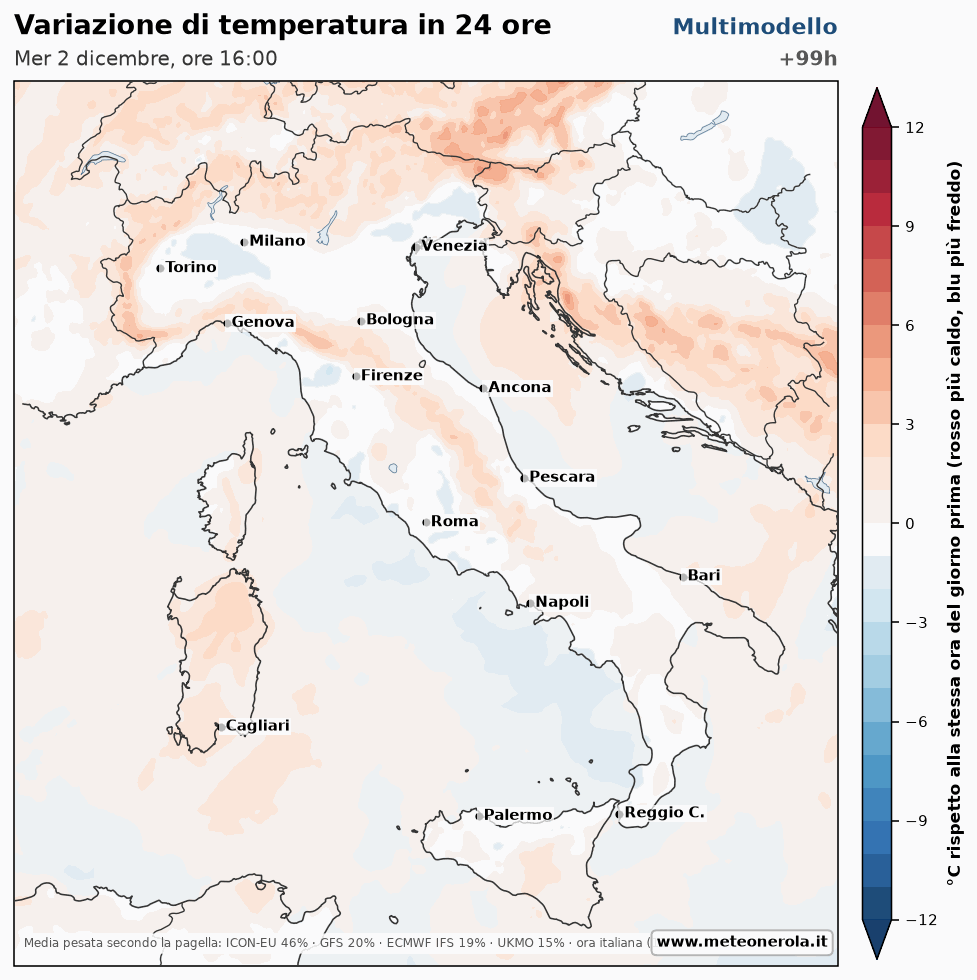 Variazione di temperatura in 24 ore
Multimodello
Mer 2 dicembre, ore 16:00
+99h
Milano
Venezia
Torino
Genova
Bologna
Firenze
Ancona
Pescara
Roma
Bari
Napoli
Cagliari
Palermo
Reggio C.
12
9
6
3
0
−3
−6
−9
−12
°C rispetto alla stessa ora del giorno prima (rosso più caldo, blu più freddo)
Media pesata secondo la pagella: ICON-EU 46% · GFS 20% · ECMWF IFS 19% · UKMO 15% · ora italiana (
www.meteonerola.it